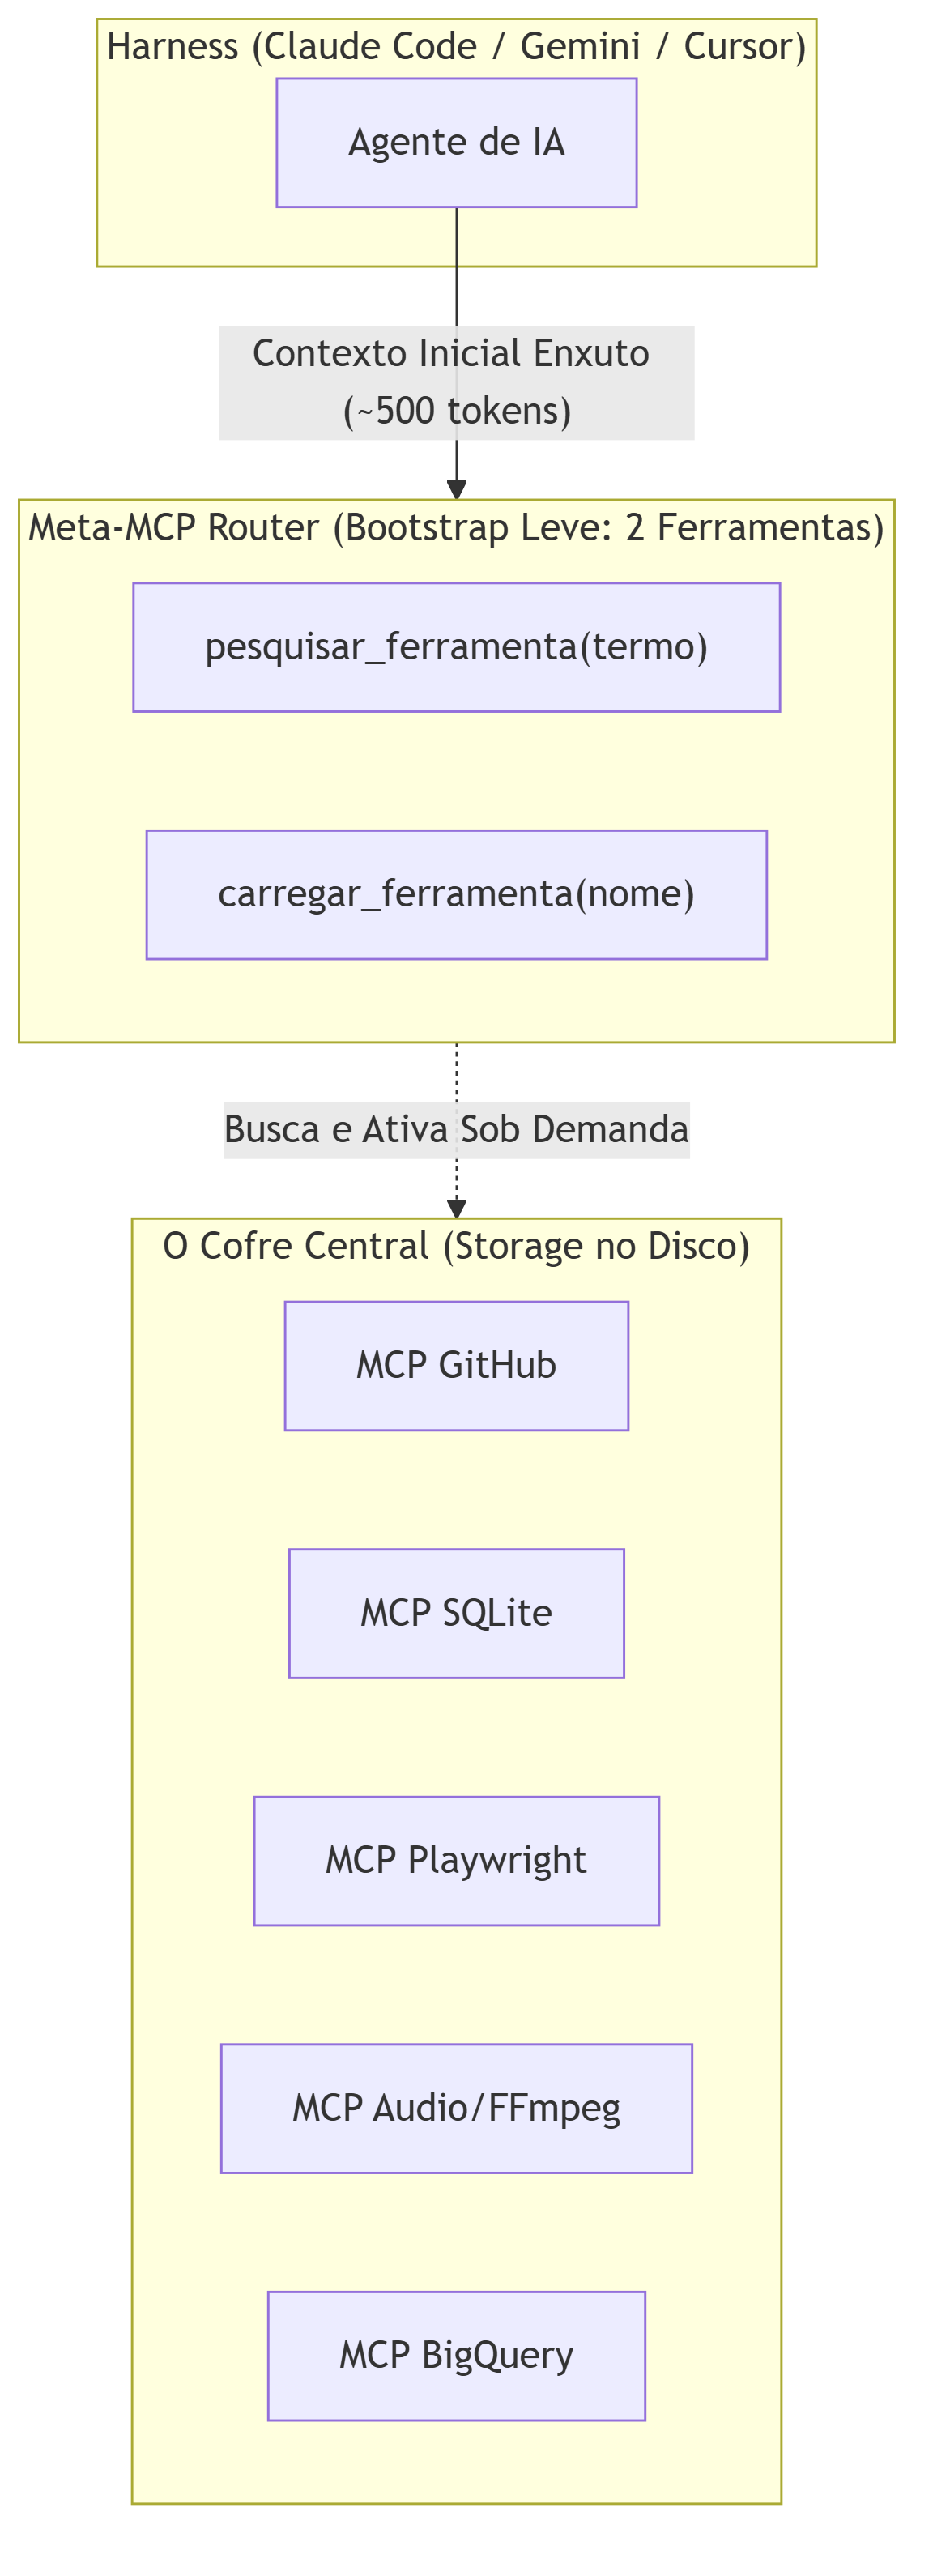 Harness (Claude Code / Gemini / Cursor)
Agente de IA
Contexto Inicial Enxuto
(~500 tokens)
Meta-MCP Router (Bootstrap Leve: 2 Ferramentas)
pesquisar_ferramenta(termo)
carregar_ferramenta(nome)
Busca e Ativa Sob Demanda
O Cofre Central (Storage no Disco)
MCP GitHub
MCP SQLite
MCP Playwright
MCP Audio/FFmpeg
MCP BigQuery